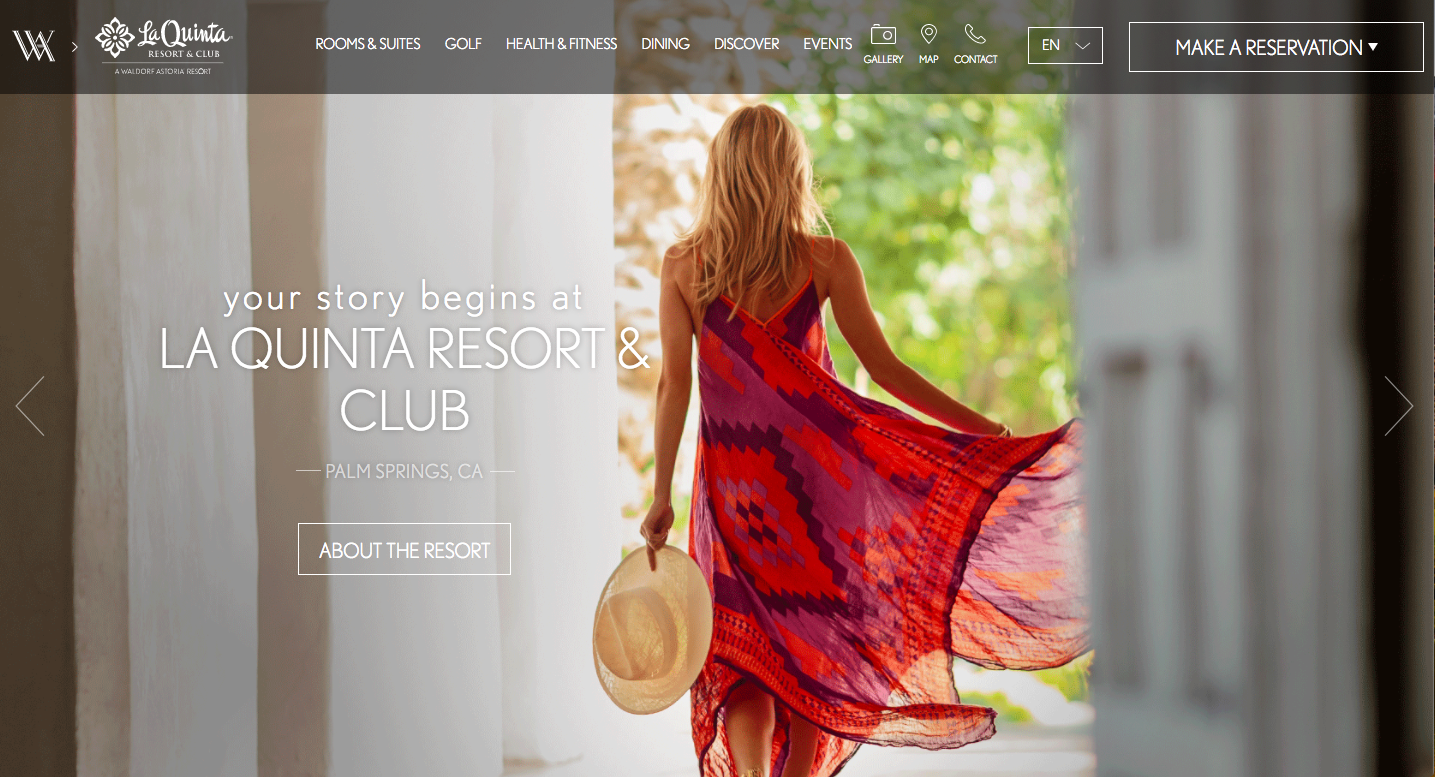 WA
La Quinta
RESORT & CLUB
A WALDORF ASTORIA RESORT
ROOMS & SUITES
GOLF
HEALTH & FITNESS
DINING
DISCOVER
EVENTS
GALLERY
MAP
CONTACT
EN
MAKE A RESERVATION
your story begins at
LA QUINTA RESORT &
CLUB
PALM SPRINGS, CA
ABOUT THE RESORT